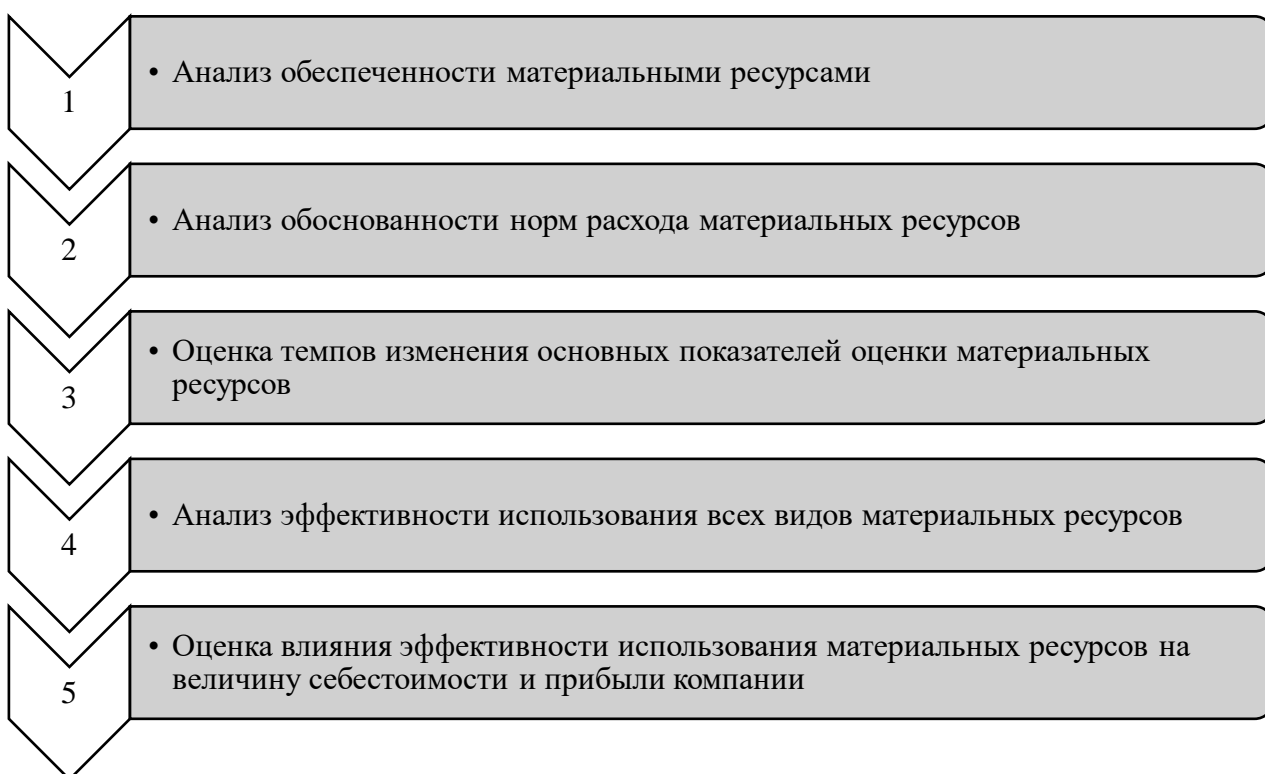 1
• Анализ обеспеченности материальными ресурсами
2
• Анализ обоснованности норм расхода материальных ресурсов
3
• Оценка темпов изменения основных показателей оценки материальных
ресурсов
4
• Анализ эффективности использования всех видов материальных ресурсов
5
• Оценка влияния эффективности использования материальных ресурсов на
величину себестоимости и прибыли компании